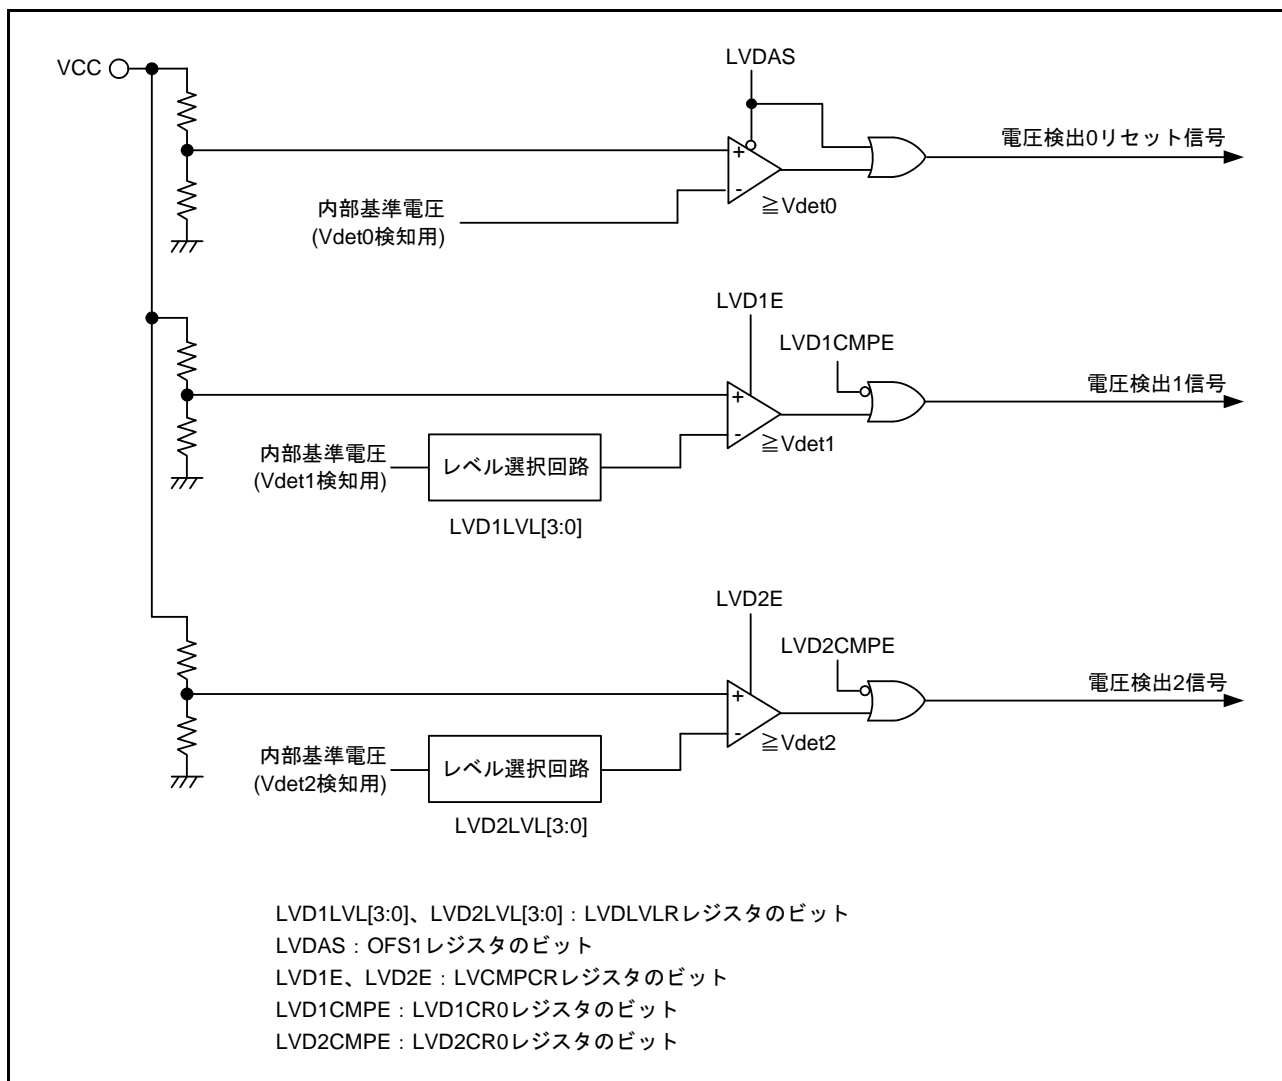 LVDAS
VCC
電圧検出0リセット信号
+
-
≧Vdet0
内部基準電圧
(Vdet0検知用)
LVD1E
LVD1CMPE
電圧検出1信号
+
-
≧Vdet1
内部基準電圧
(Vdet1検知用)
レベル選択回路
LVD1LVL[3:0]
LVD2E
LVD2CMPE
電圧検出2信号
+
-
≧Vdet2
内部基準電圧
(Vdet2検知用)
レベル選択回路
LVD2LVL[3:0]
LVD1LVL[3:0]、LVD2LVL[3:0]：LVDLVLRレジスタのビット
LVDAS：OFS1レジスタのビット
LVD1E、LVD2E：LVCMPCRレジスタのビット
LVD1CMPE：LVD1CR0レジスタのビット
LVD2CMPE：LVD2CR0レジスタのビット